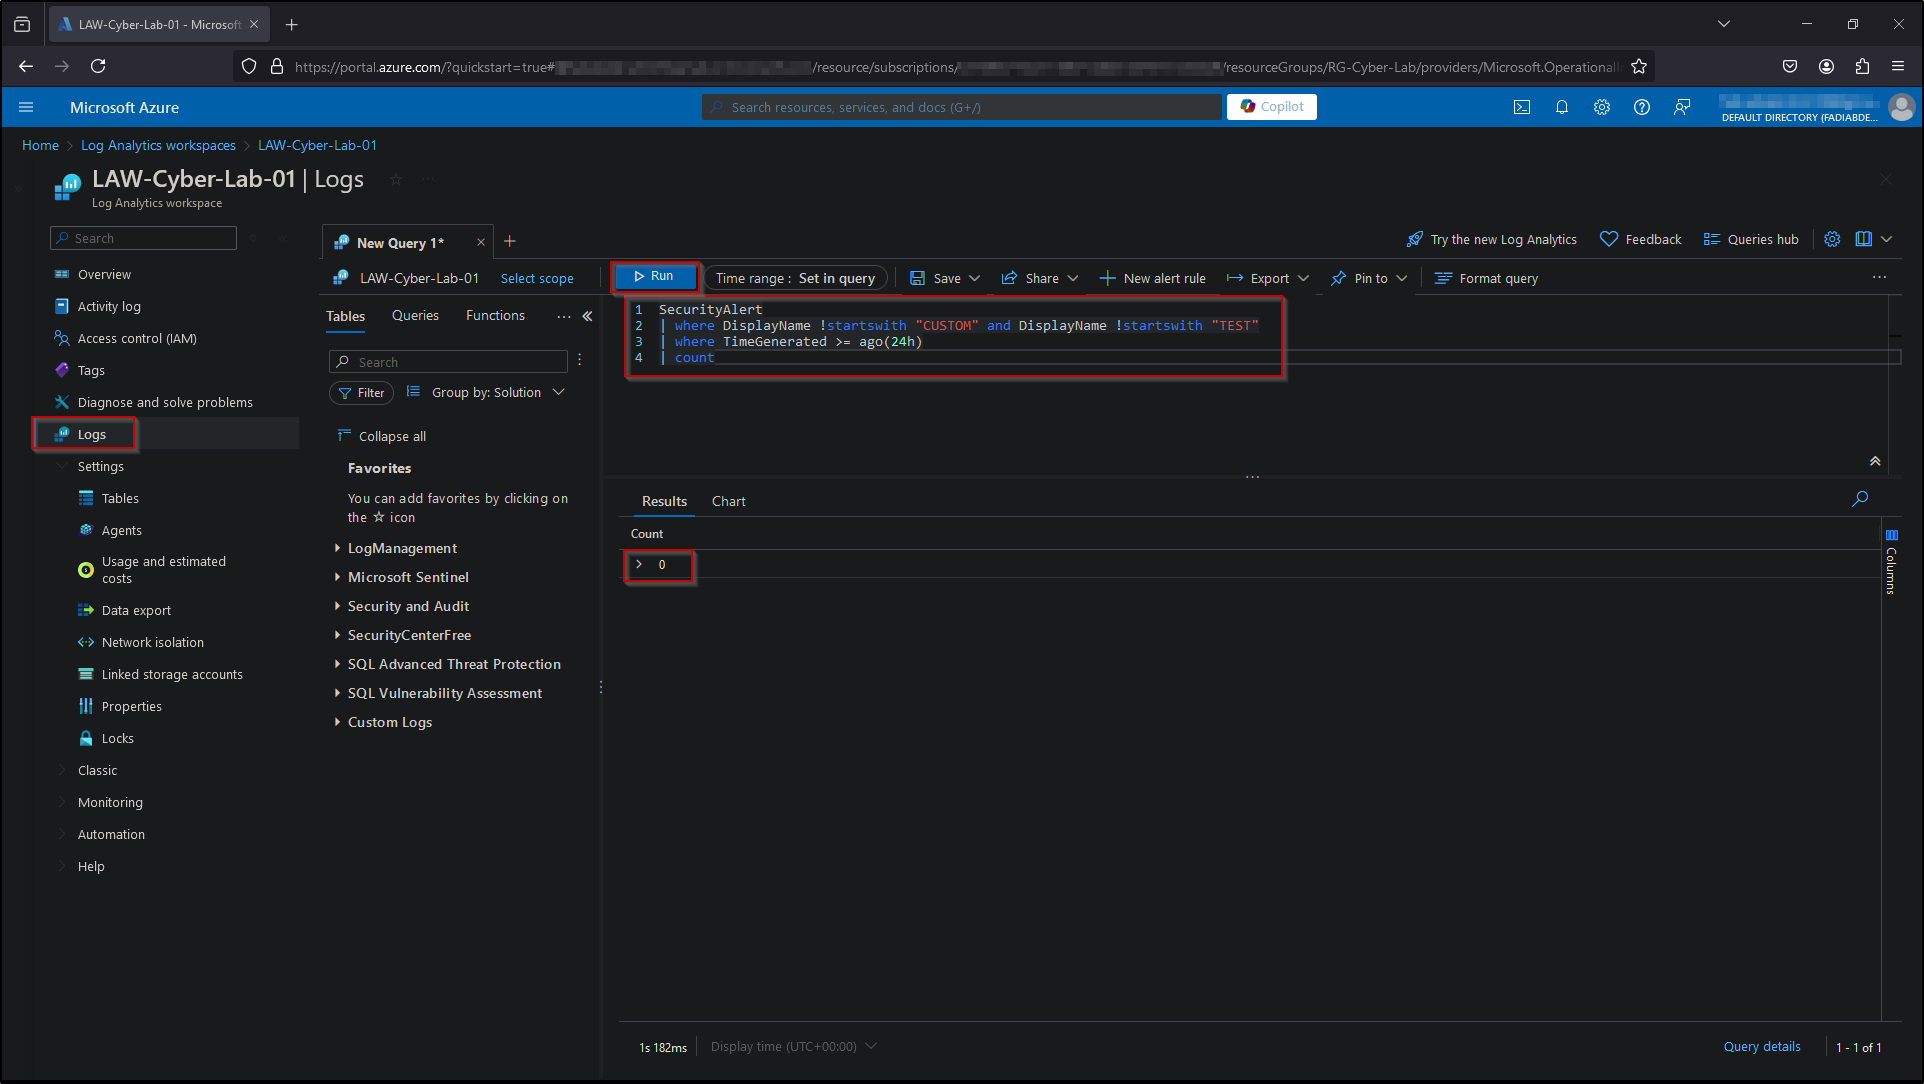 LAW-Cyber-Lab-01 - Microsoft
https://portal.azure.com/?quickstart=true#
/resource/subscriptions/
/resourceGroups/RG-Cyber-Lab/providers/Microsoft.OperationalI
Microsoft Azure
Search resources, services, and docs (G+/)
Copilot
DEFAULT DIRECTORY (FADIABDE...
Home > Log Analytics workspaces > LAW-Cyber-Lab-01
LAW-Cyber-Lab-01 | Logs
Log Analytics workspace
Search
Overview
Activity log
Access control (IAM)
Tags
Diagnose and solve problems
Logs
Settings
Tables
Agents
Usage and estimated
costs
Data export
Network isolation
Linked storage accounts
Properties
Locks
Classic
Monitoring
Automation
Help
New Query 1*
Try the new Log Analytics
Feedback
Queries hub
LAW-Cyber-Lab-01
Select scope
Run
Time range : Set in query
Save
Share
New alert rule
Export
Pin to
Format query
Tables
Queries
Functions
Search
Filter
Group by: Solution
Collapse all
Favorites
You can add favorites by clicking on
the ☆ icon
LogManagement
Microsoft Sentinel
Security and Audit
SecurityCenterFree
SQL Advanced Threat Protection
SQL Vulnerability Assessment
Custom Logs
1 SecurityAlert
2 | where DisplayName !startswith "CUSTOM" and DisplayName !startswith "TEST"
3 | where TimeGenerated >= ago(24h)
4 | count
Results
Chart
Count
0
Columns
1s 182ms
Display time (UTC+00:00)
Query details
1 - 1 of 1